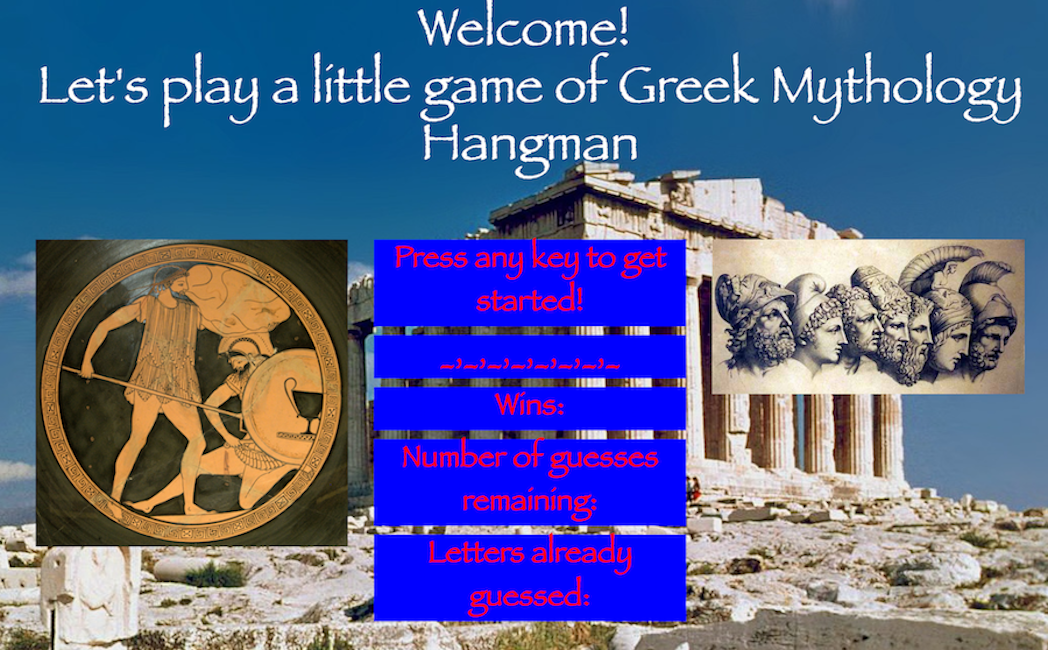 Welcome!
Let's play a little game of Greek Mythology
Hangman
Press any key to get
started!
_,_,_,_,_,_,_,_
Wins:
Number of guesses
remaining:
Letters already
guessed: